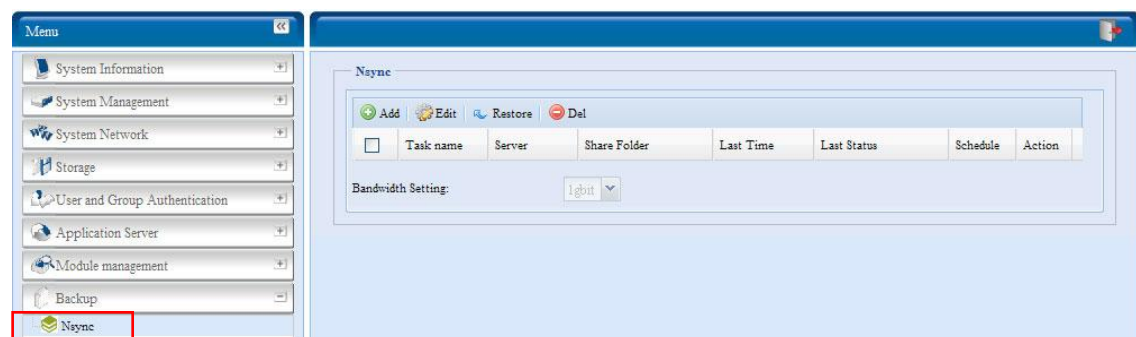 Menu
System Information
System Management
System Network
Storage
User and Group Authentication
Application Server
Module management
Backup
Nsync
Nsync
Add Edit Restore Del
Task name Server Share Folder Last Time Last Status Schedule Action
Bandwidth Setting: 1gbit